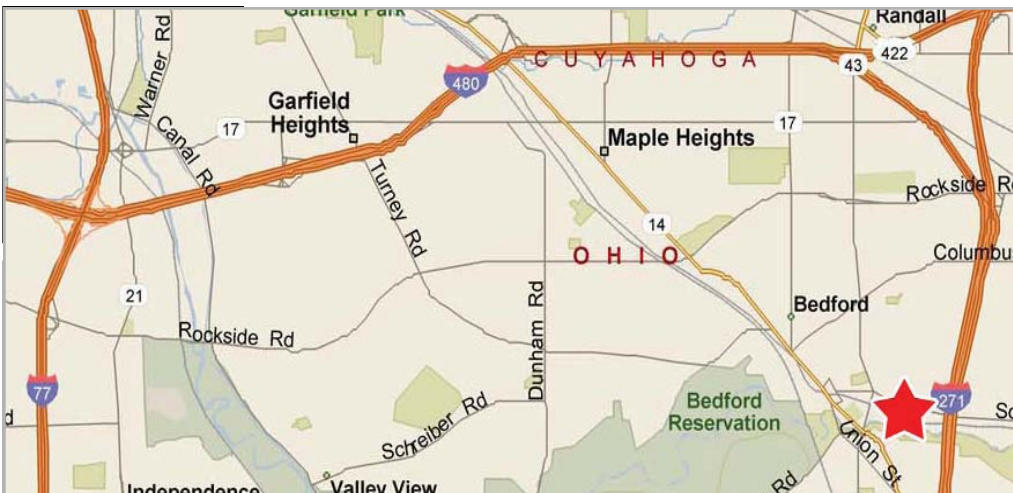 Garfield Park
Randall
Warner Rd
CUYAHOGA
422
43
480
Garfield
Heights
17
Canal Rd
Maple Heights
17
Turney Rd
Rockside Rd
14
OHIO
Columbus
21
Dunham Rd
Bedford
Rockside Rd
77
271
Bedford
Reservation
Schreiber Rd
Union St
Rd
Independence
Valley View